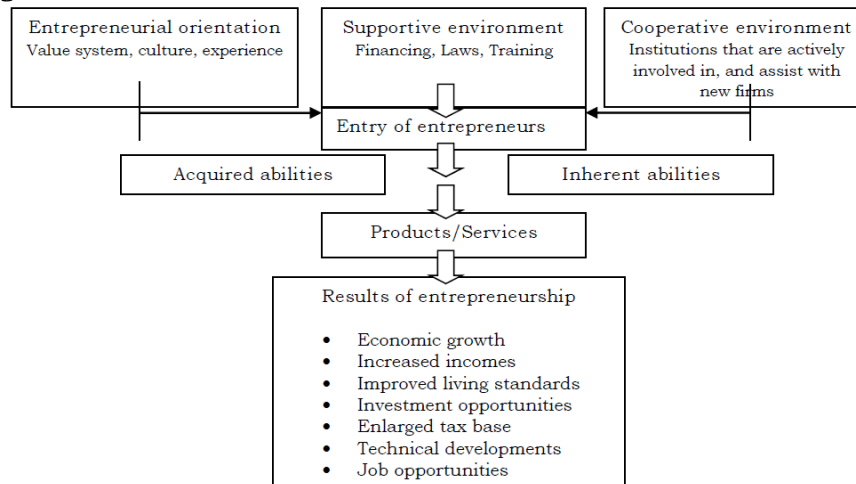 Entrepreneurial orientation
Value system, culture, experience
Supportive environment
Financing, Laws, Training
Cooperative environment
Institutions that are actively
involved in, and assist with
new firms
Entry of entrepreneurs
Acquired abilities
Inherent abilities
Products/Services
Results of entrepreneurship
• Economic growth
• Increased incomes
• Improved living standards
• Investment opportunities
• Enlarged tax base
• Technical developments
• Job opportunities